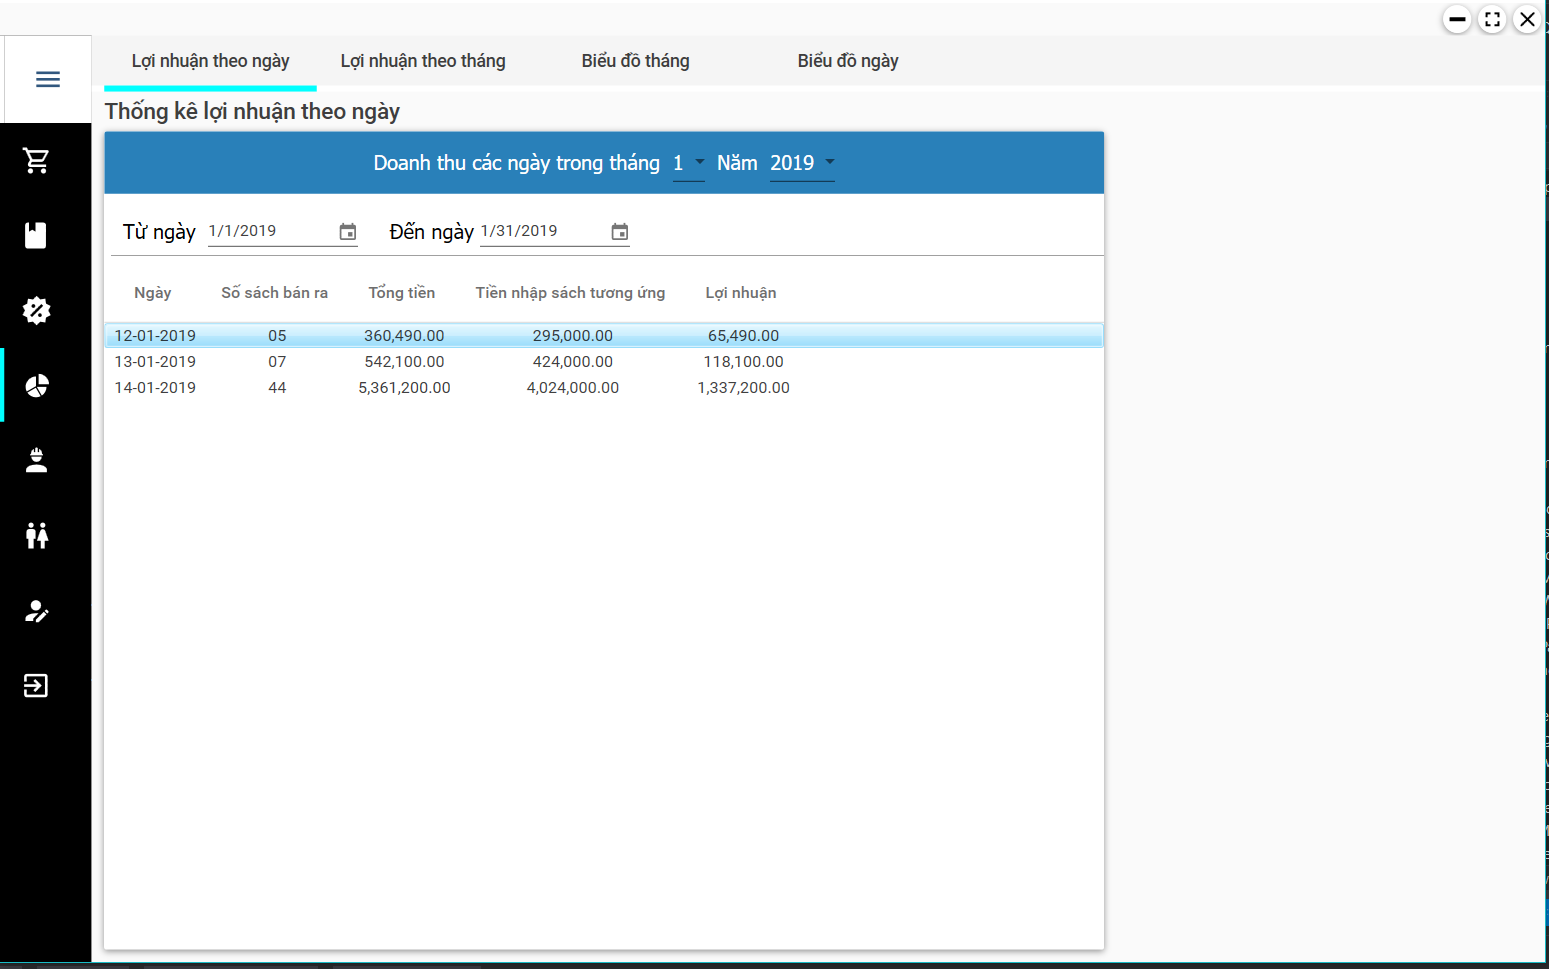 Lợi nhuận theo ngày Lợi nhuận theo tháng Biểu đồ tháng Biểu đồ ngày
Thống kê lợi nhuận theo ngày
Doanh thu các ngày trong tháng 1 Năm 2019
Từ ngày 1/1/2019 Đến ngày 1/31/2019
Ngày Số sách bán ra Tổng tiền Tiền nhập sách tương ứng Lợi nhuận
12-01-2019 05 360,490.00 295,000.00 65,490.00
13-01-2019 07 542,100.00 424,000.00 118,100.00
14-01-2019 44 5,361,200.00 4,024,000.00 1,337,200.00